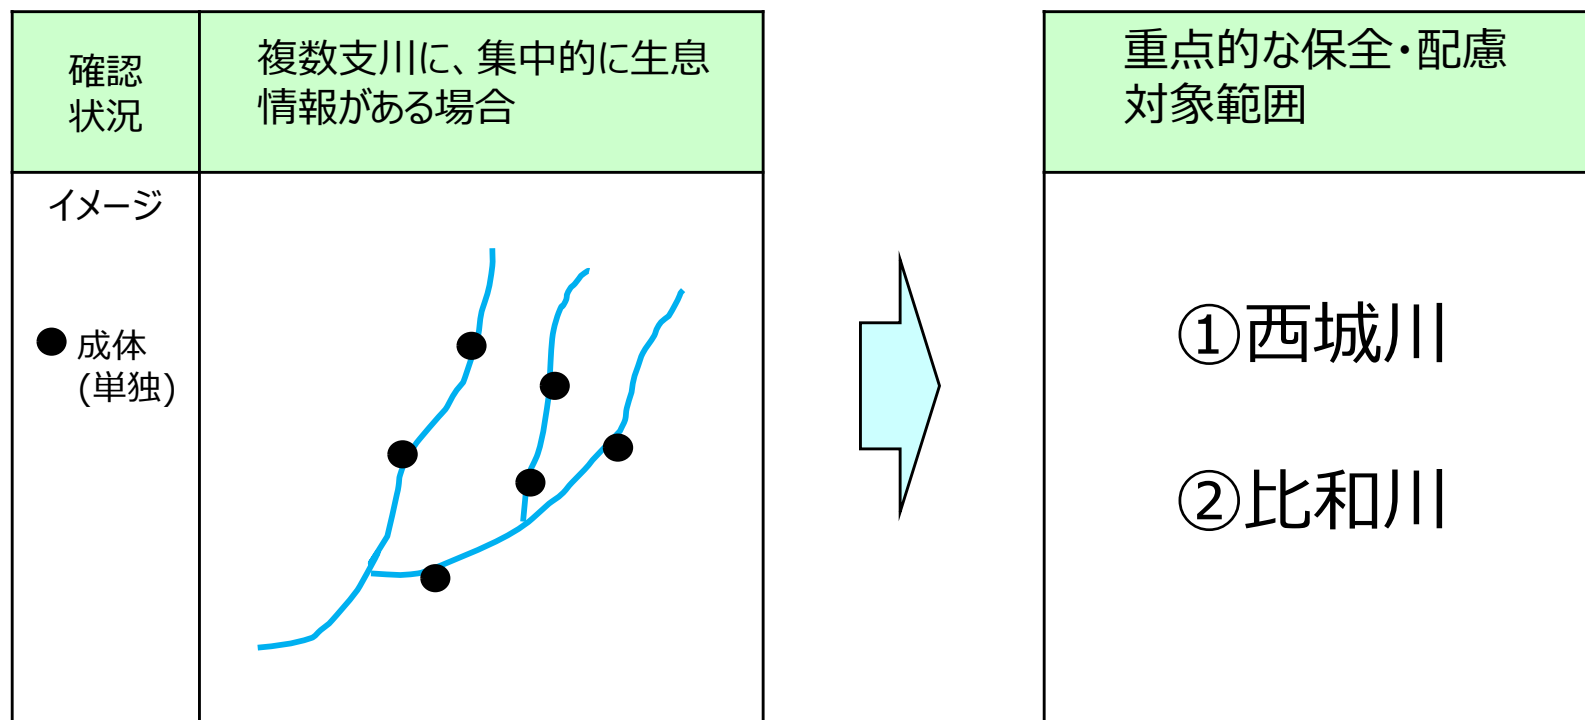 確認
状況
複数支川に、集中的に生息
情報がある場合
イメージ
成体
(単独)
重点的な保全・配慮
対象範囲
①西城川
②比和川